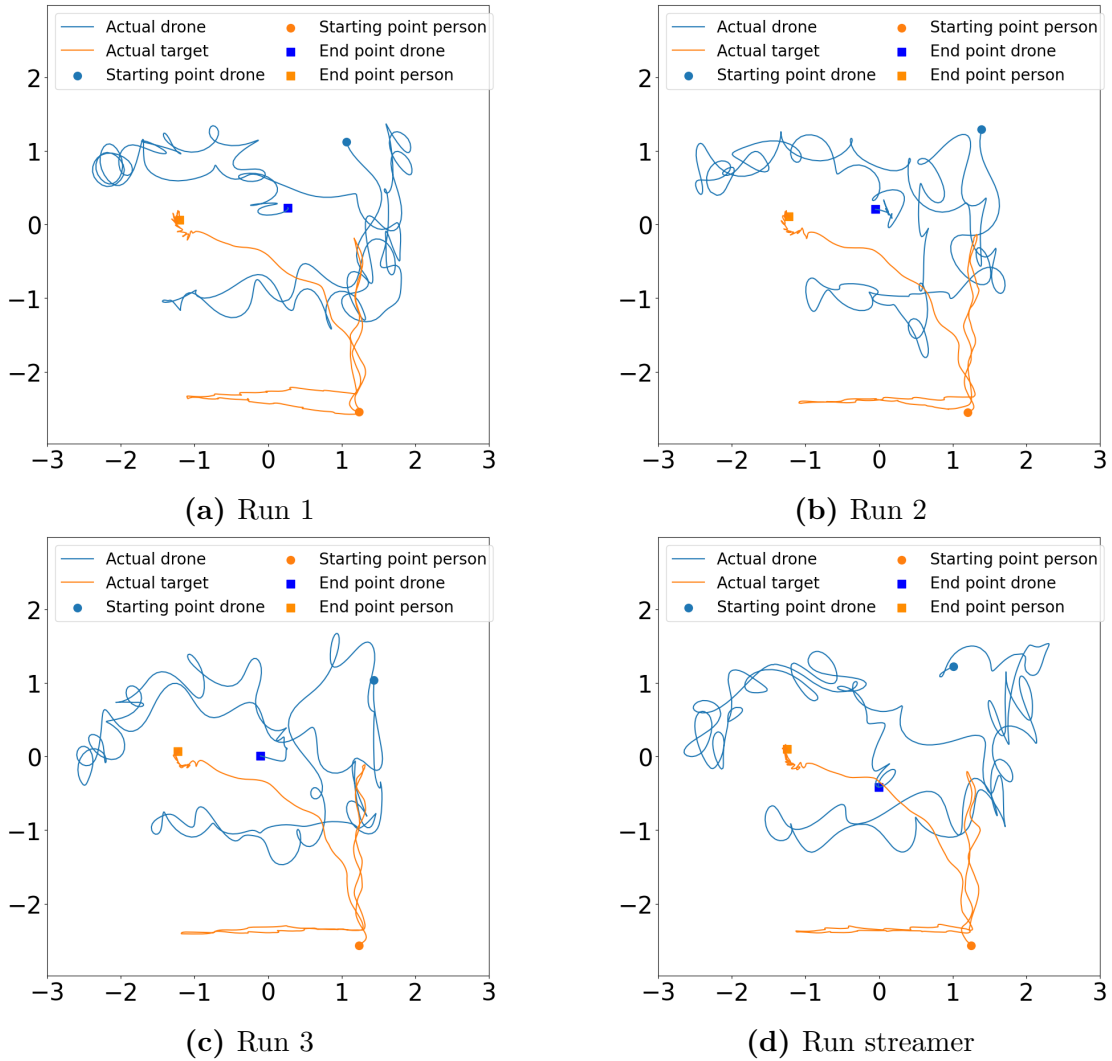 Actual drone
Actual target
Starting point drone
Starting point person
End point drone
End point person
2
1
0
−1
−2
−3 −2 −1 0 1 2 3
(a) Run 1
Actual drone
Actual target
Starting point drone
Starting point person
End point drone
End point person
2
1
0
−1
−2
−3 −2 −1 0 1 2 3
(b) Run 2
Actual drone
Actual target
Starting point drone
Starting point person
End point drone
End point person
2
1
0
−1
−2
−3 −2 −1 0 1 2 3
(c) Run 3
Actual drone
Actual target
Starting point drone
Starting point person
End point drone
End point person
2
1
0
−1
−2
−3 −2 −1 0 1 2 3
(d) Run streamer